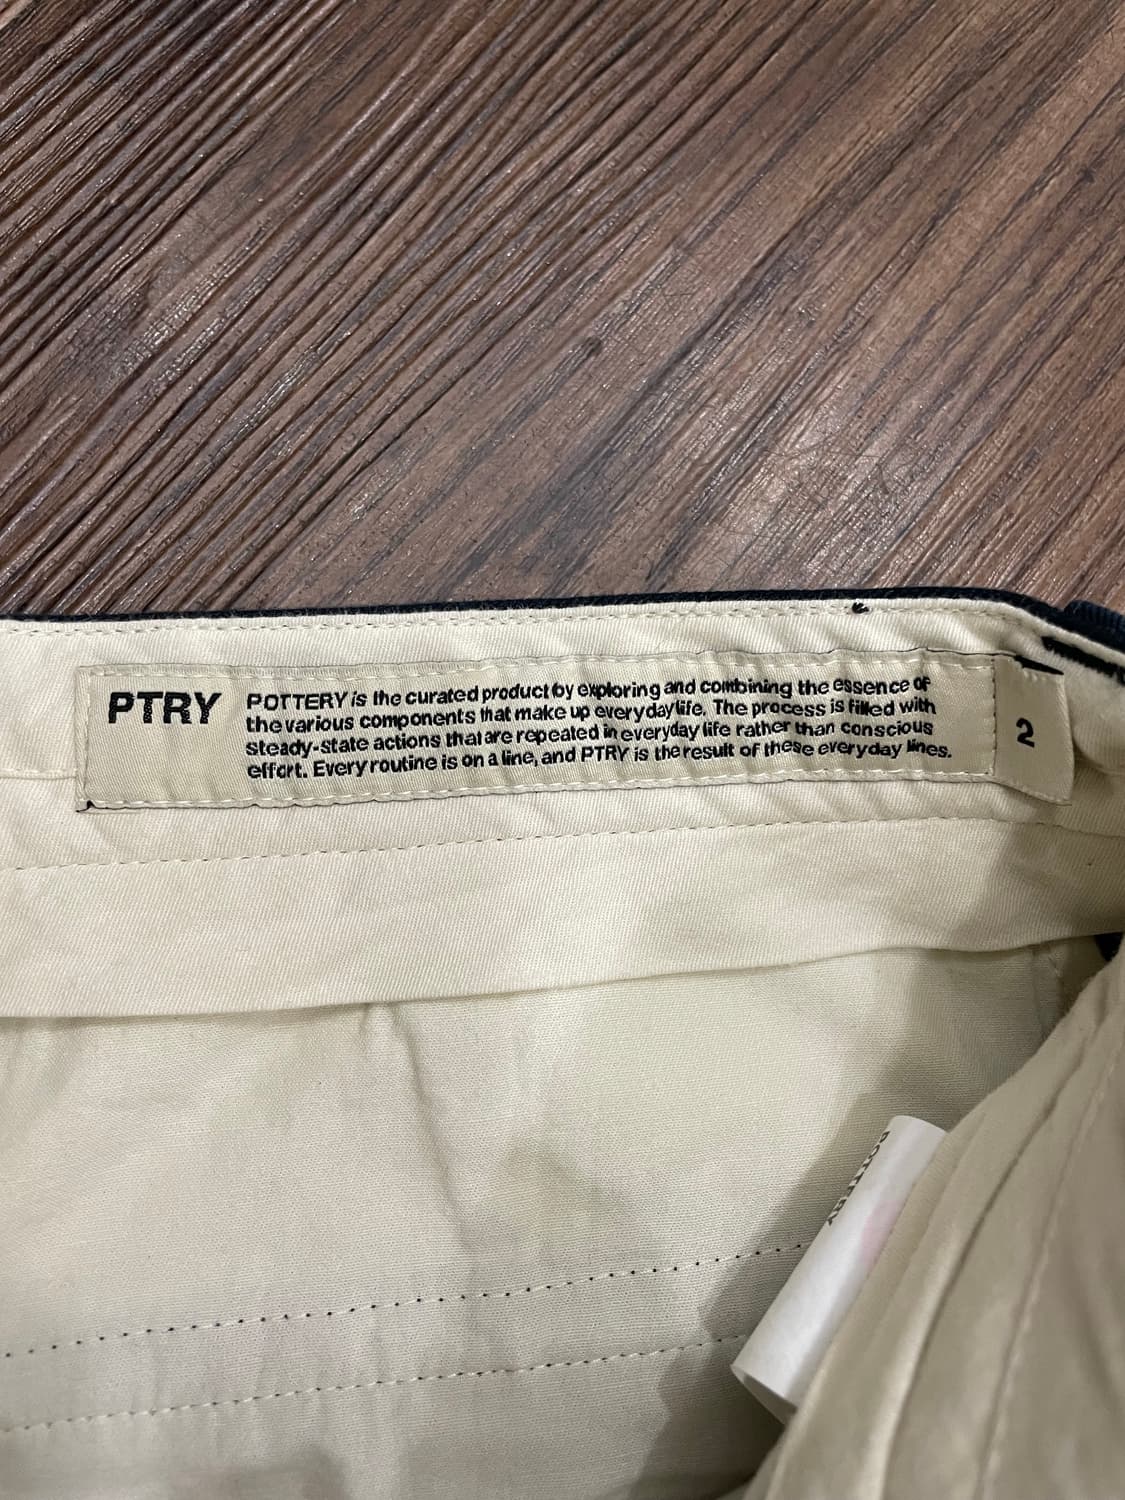 PTRY
POTTERY is the curated product by exploring and combining the essence of
the various components that make up everyday life. The process is filled with
steady-state actions that are repeated in everyday life rather than conscious
effort. Every routine is on a line, and PTRY is the result of these everyday lines.
2
POTTERY